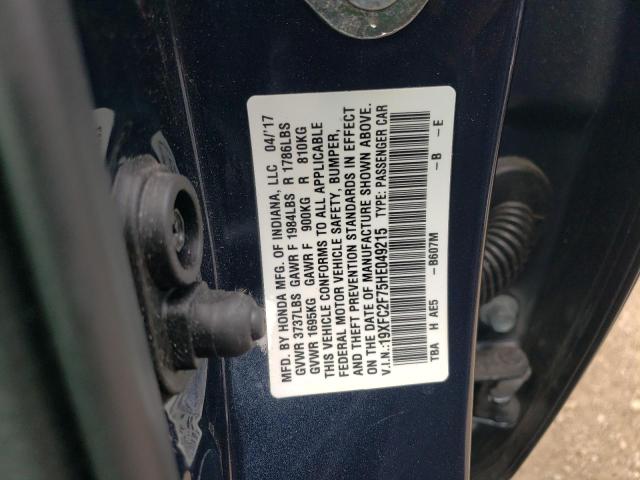 MFD. BY HONDA MFG. OF INDIANA, LLC 04/'17
GVWR 3737LBS GAWR F 1984LBS R 1786LBS
GVWR 1695KG GAWR F 900KG R 810KG
THIS VEHICLE CONFORMS TO ALL APPLICABLE
FEDERAL MOTOR VEHICLE SAFETY, BUMPER,
AND THEFT PREVENTION STANDARDS IN EFFECT
ON THE DATE OF MANUFACTURE SHOWN ABOVE.
V.I.N.:19XFC2F75HE049215 TYPE: PASSENGER CAR
TBA H AE5 -B607M -B -E